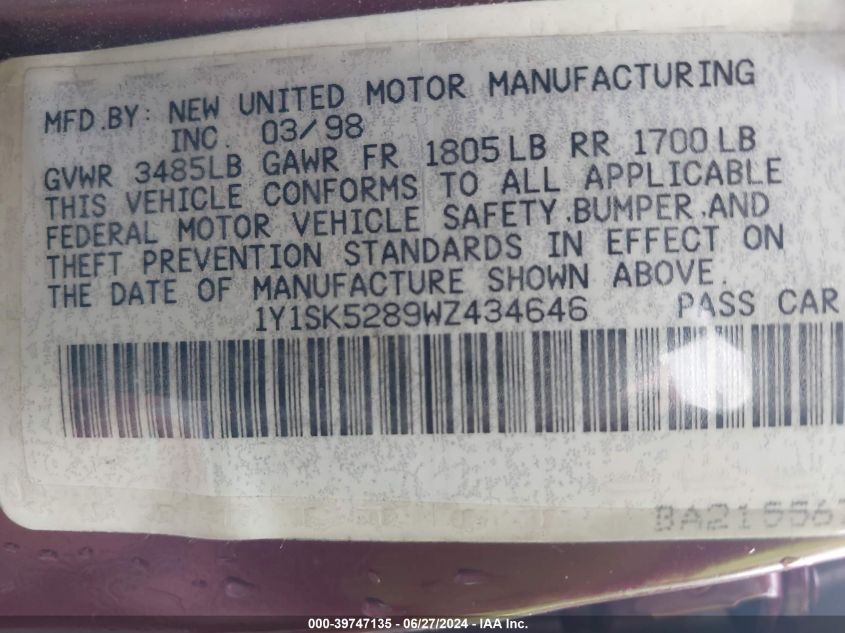 MFD.BY: NEW UNITED MOTOR MANUFACTURING
INC. 03/98
GVWR 3485LB GAWR FR 1805LB RR 1700LB
THIS VEHICLE CONFORMS TO ALL APPLICABLE
FEDERAL MOTOR VEHICLE SAFETY.BUMPER.AND
THEFT PREVENTION STANDARDS IN EFFECT ON
THE DATE OF MANUFACTURE SHOWN ABOVE.
1Y1SK5289WZ434646 PASS CAR
000-39747135 - 06/27/2024 - IAA Inc.